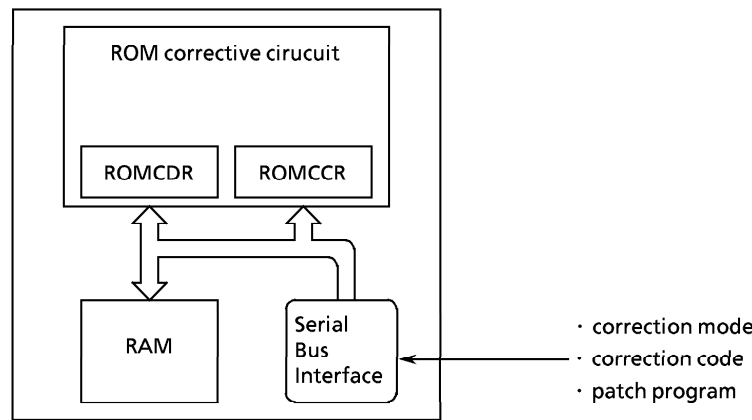 ROM corrective cirucuit
ROMCDR
ROMCCR
RAM
Serial
Bus
Interface
· correction mode
· correction code
· patch program